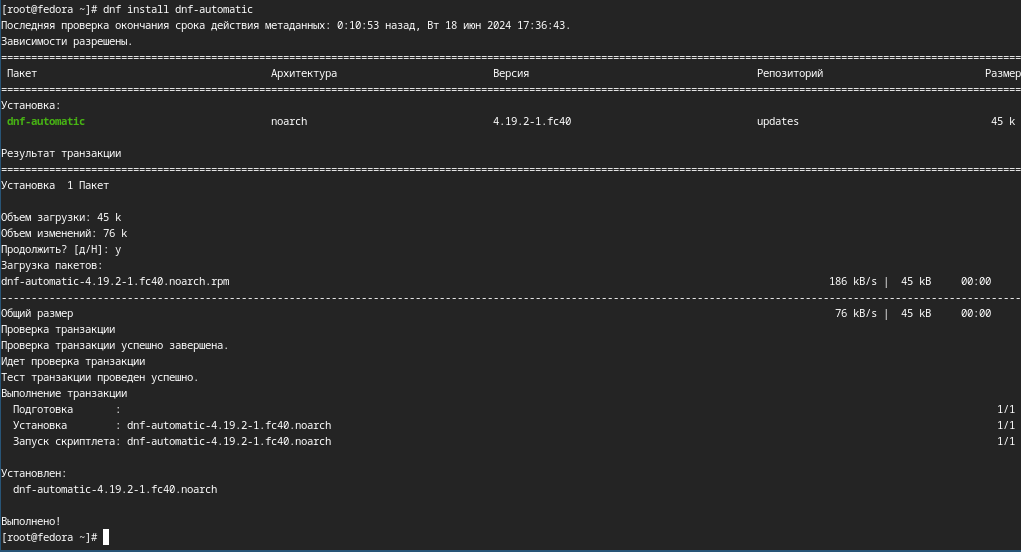 [root@fedora ~]# dnf install dnf-automatic
Последняя проверка окончания срока действия метаданных: 0:10:53 назад, Вт 18 июн 2024 17:36:43.
Зависимости разрешены.
================================================================================
Пакет Архитектура Версия Репозиторий Размер
================================================================================
Установка:
dnf-automatic noarch 4.19.2-1.fc40 updates 45 k
Результат транзакции
================================================================================
Установка  1 Пакет
Объем загрузки: 45 k
Объем изменений: 76 k
Продолжить? [д/Н]: y
Загрузка пакетов:
dnf-automatic-4.19.2-1.fc40.noarch.rpm 186 kB/s |  45 kB     00:00
--------------------------------------------------------------------------------
Общий размер 76 kB/s |  45 kB     00:00
Проверка транзакции
Проверка транзакции успешно завершена.
Идет проверка транзакции
Тест транзакции проведен успешно.
Выполнение транзакции
Подготовка       : 1/1
Установка        : dnf-automatic-4.19.2-1.fc40.noarch 1/1
Запуск скриптлета: dnf-automatic-4.19.2-1.fc40.noarch 1/1
Установлен:
dnf-automatic-4.19.2-1.fc40.noarch
Выполнено!
[root@fedora ~]#